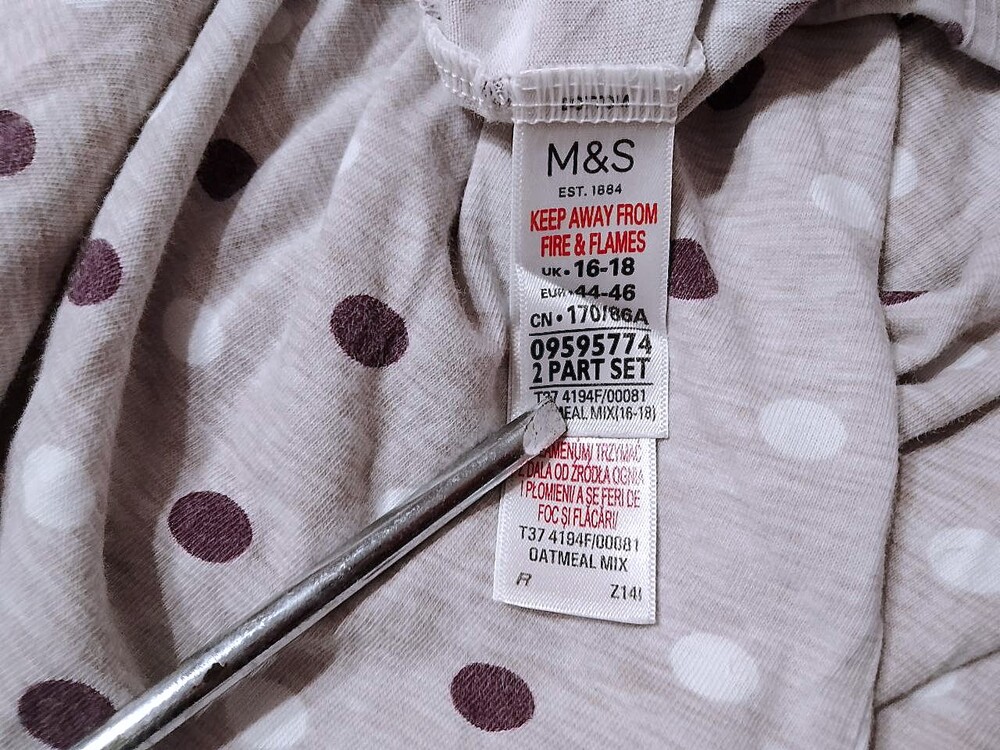 M&S
EST. 1884
KEEP AWAY FROM
FIRE & FLAMES
UK • 16-18
EUR • 44-46
CN • 170/86A
09595774
2 PART SET
T37 4194F/00081
MEAL MIX(16-18)
TRZYMAĆ
Z DALA OD ŹRÓDŁA OGNIA
I PŁOMIENI/ A SE FERI DE
FOC ȘI FLĂCĂRI/
T37 4194F/00081
OATMEAL MIX
R Z14